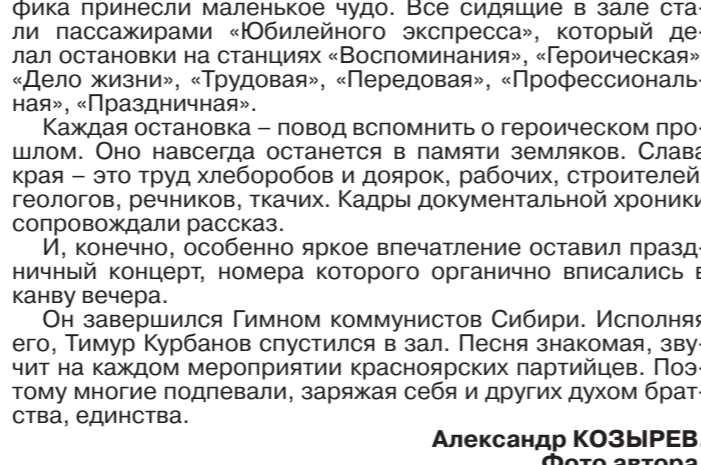 фика принесли маленькое чудо. Все сидящие в зале ста-
ли пассажирами «Юбилейного экспресса», который де-
лал остановки на станциях «Воспоминания», «Героическая»
«Дело жизни», «Трудовая», «Передовая», «Профессиональ-
ная», «Праздничная».
Каждая остановка – повод вспомнить о героическом про-
шлом. Оно навсегда останется в памяти земляков. Слава
края – это труд хлеборобов и доярок, рабочих, строителей
геологов, речников, ткачих. Кадры документальной хроники
сопровождали рассказ.
И, конечно, особенно яркое впечатление оставил празд-
ничный концерт, номера которого органично вписались в
канву вечера.
Он завершился Гимном коммунистов Сибири. Исполняя
его, Тимур Курбанов спустился в зал. Песня знакомая, зву-
чит на каждом мероприятии красноярских партийцев. Поэ-
тому многие подпевали, заряжая себя и других духом брат-
ства, единства.
Александр КОЗЫРЕВ.
Фото автора.